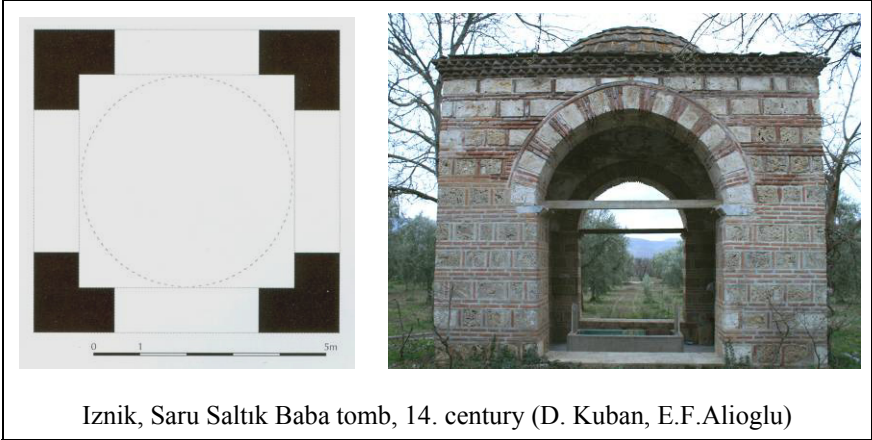 0 1 5m
Iznik, Saru Saltık Baba tomb, 14. century (D. Kuban, E.F.Alioglu)